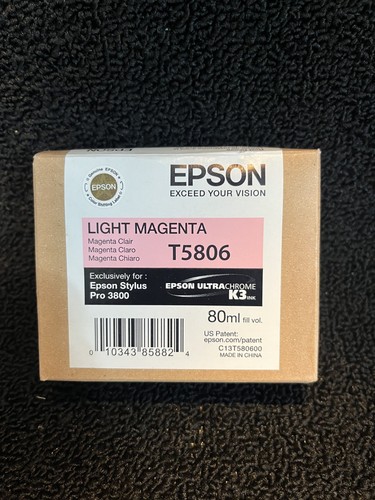 EPSON
Genuine EPSON
EPSON
EXCEED YOUR VISION
LIGHT MAGENTA
Magenta Clair
Magenta Claro
Magenta Chiaro
T5806
Exclusively for :
Epson Stylus
Pro 3800
EPSON ULTRACHROME
K3 INK
80ml fill vol.
US Patent:
epson.com/patent
C13T580600
MADE IN CHINA
0 10343 85882 4